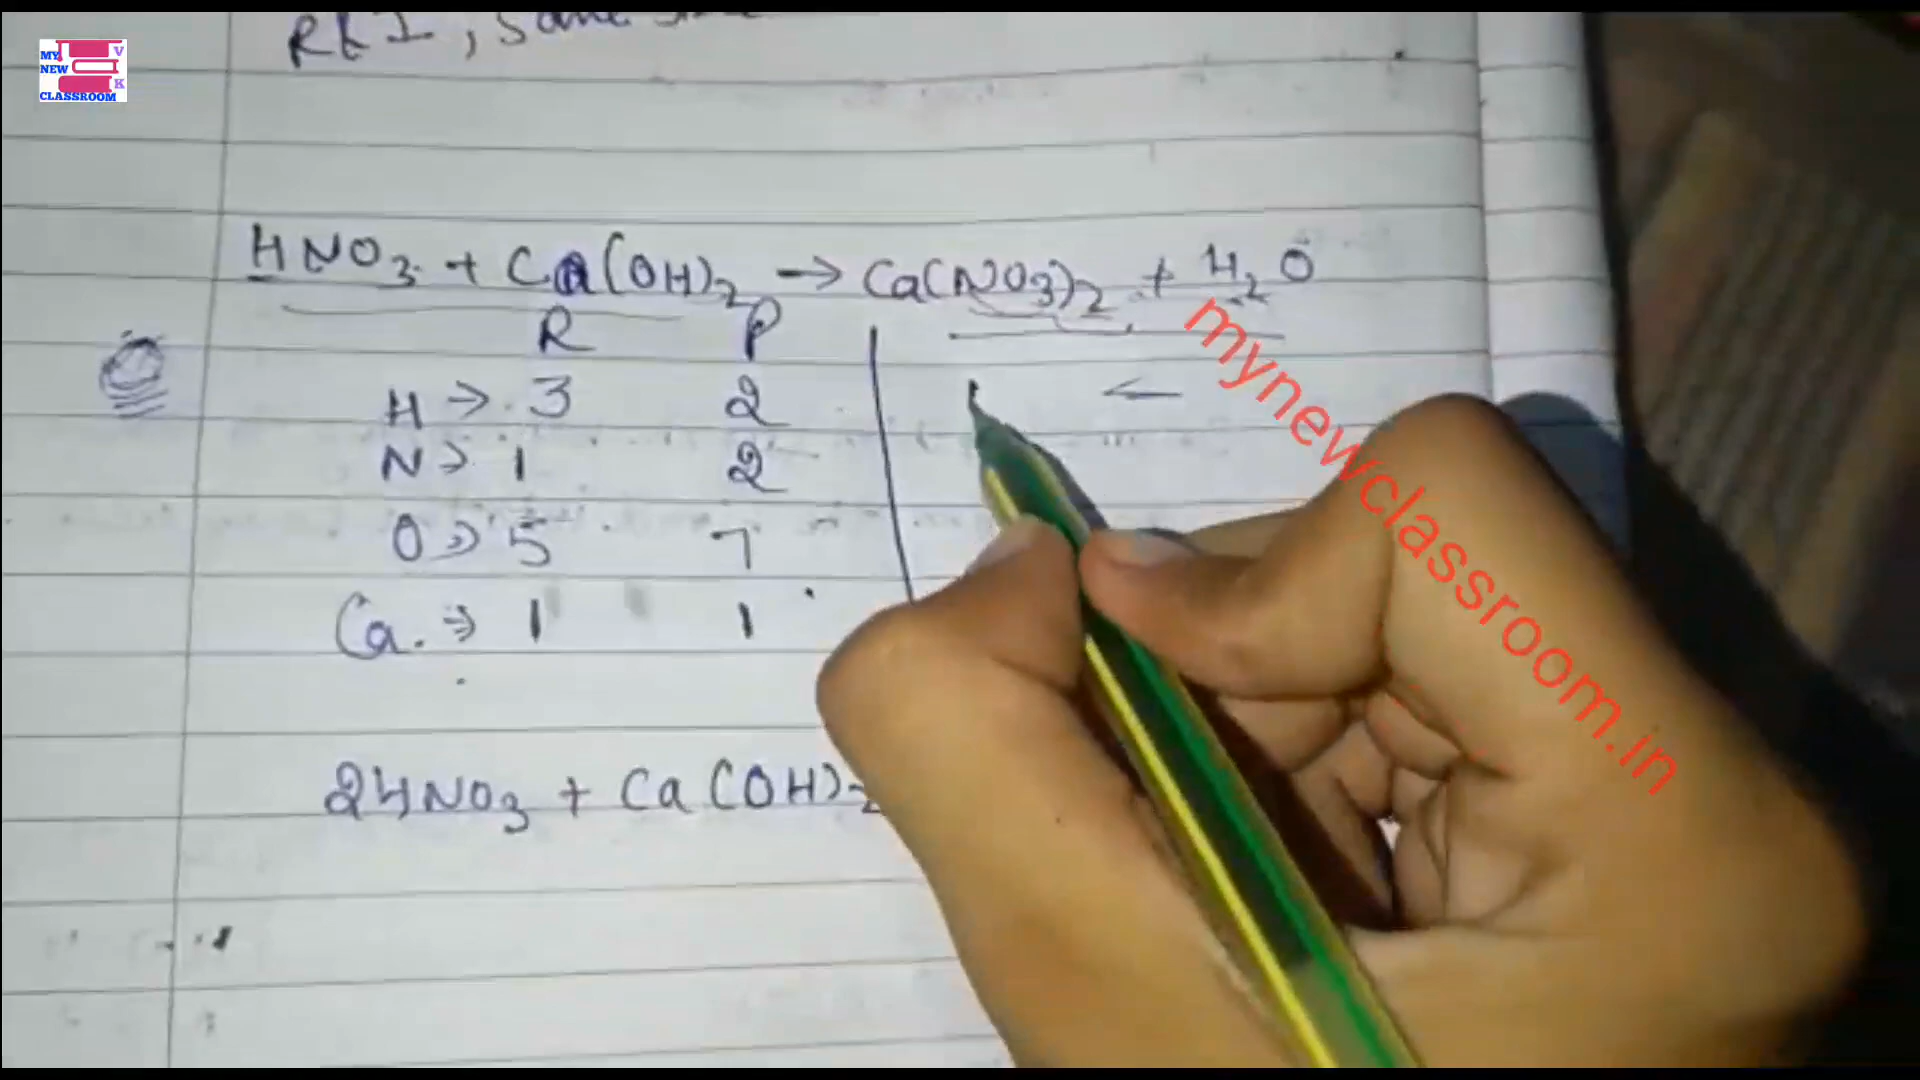 MY NEW CLASSROOM
VK
HNO3 + Ca(OH)2 → Ca(NO3)2 + H2O
R P
H → 3 2 ←
N → 1 2
O → 5 7
Ca. → 1 1
2HNO3 + Ca(OH)2
mynewclassroom.in